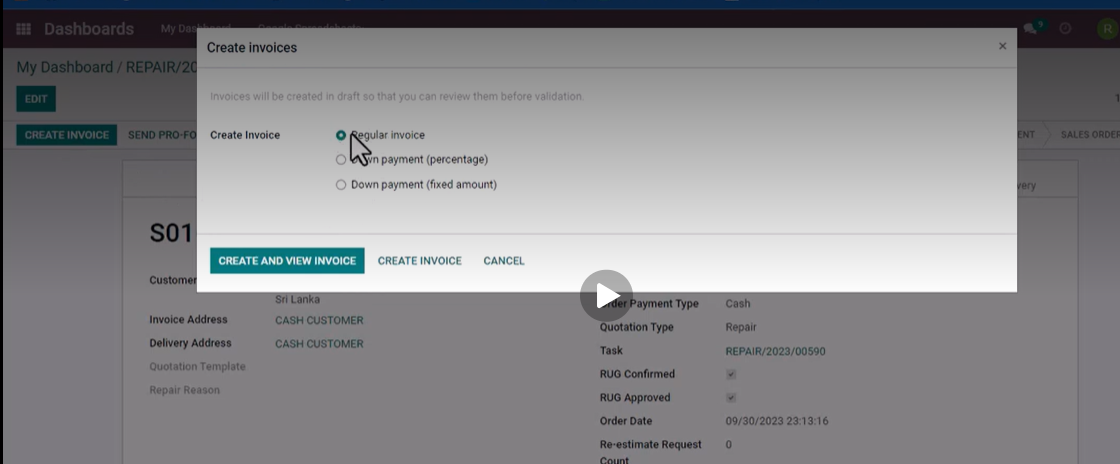 Dashboards
My Dashboard
9
R
My Dashboard / REPAIR/20
EDIT
1
CREATE INVOICE SEND PRO-FO
ENT SALES ORDER
very
Create invoices ×
Invoices will be created in draft so that you can review them before validation.
Create Invoice Regular invoice
payment (percentage)
Down payment (fixed amount)
CREATE AND VIEW INVOICE CREATE INVOICE CANCEL
S01
Customer
Sri Lanka
Invoice Address CASH CUSTOMER
Delivery Address CASH CUSTOMER
Quotation Template
Repair Reason
Order Payment Type Cash
Quotation Type Repair
Task REPAIR/2023/00590
RUG Confirmed
RUG Approved
Order Date 09/30/2023 23:13:16
Re-estimate Request 0
Count